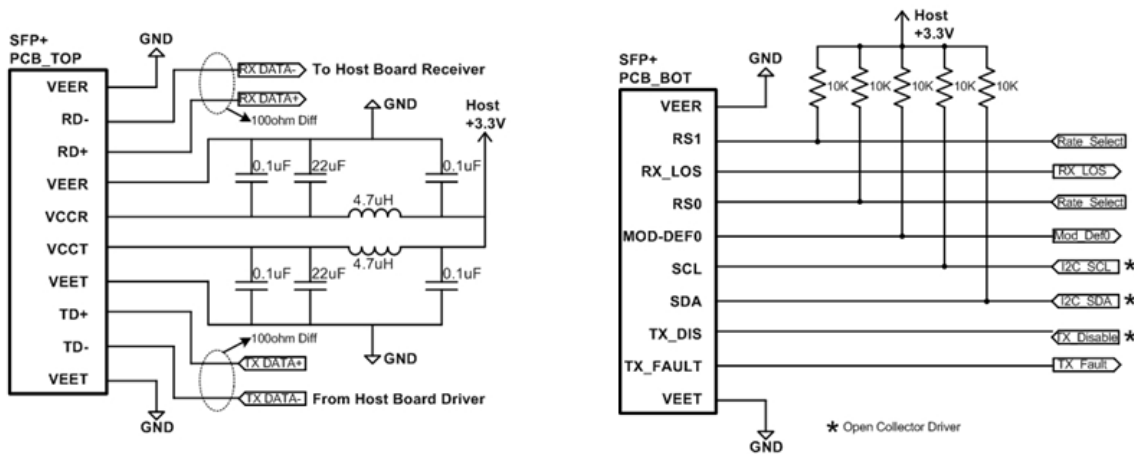 SFP+
PCB_TOP
GND
VEER
RD-
RD+
VEER
VCCR
VCCT
VEET
TD+
TD-
VEET
RX DATA-
To Host Board Receiver
RX DATA+
100ohm Diff
GND
Host
+3.3V
0.1uF
22uF
0.1uF
4.7uH
4.7uH
0.1uF
22uF
0.1uF
100ohm Diff
GND
TX DATA+
TX DATA-
From Host Board Driver
GND
SFP+
PCB_BOT
GND
Host
+3.3V
10K
10K
10K
10K
10K
VEER
RS1
Rate_Select
RX_LOS
RX_LOS
RS0
Rate_Select
MOD-DEF0
Mod_Def0
SCL
I2C_SCL *
SDA
I2C_SDA *
TX_DIS
TX_Disable *
TX_FAULT
TX_Fault
VEET
GND
* Open Collector Driver